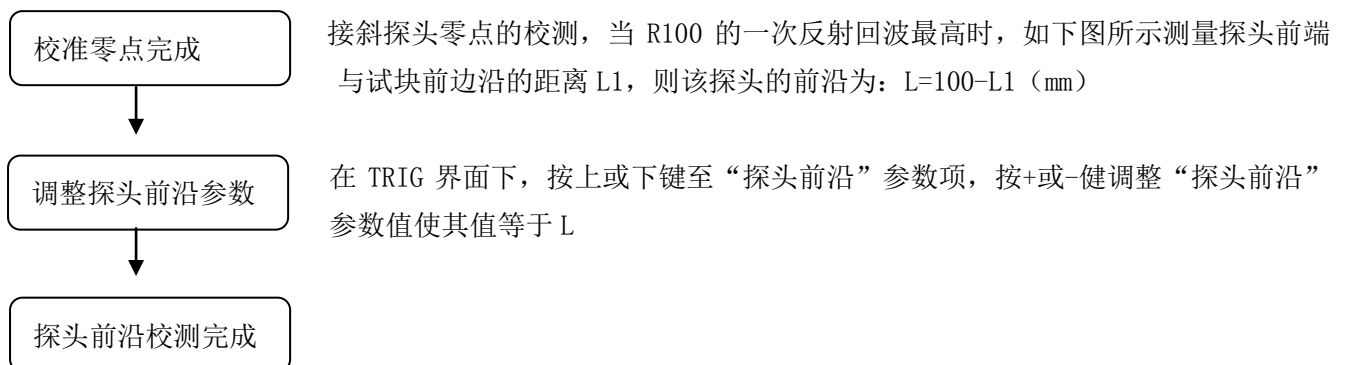 校准零点完成
接斜探头零点的校测，当 R100 的一次反射回波最高时，如下图所示测量探头前端
与试块前边沿的距离 L1，则该探头的前沿为：L=100-L1（㎜）
调整探头前沿参数
在 TRIG 界面下，按上或下键至“探头前沿”参数项，按+或-健调整“探头前沿”
参数值使其值等于 L
探头前沿校测完成